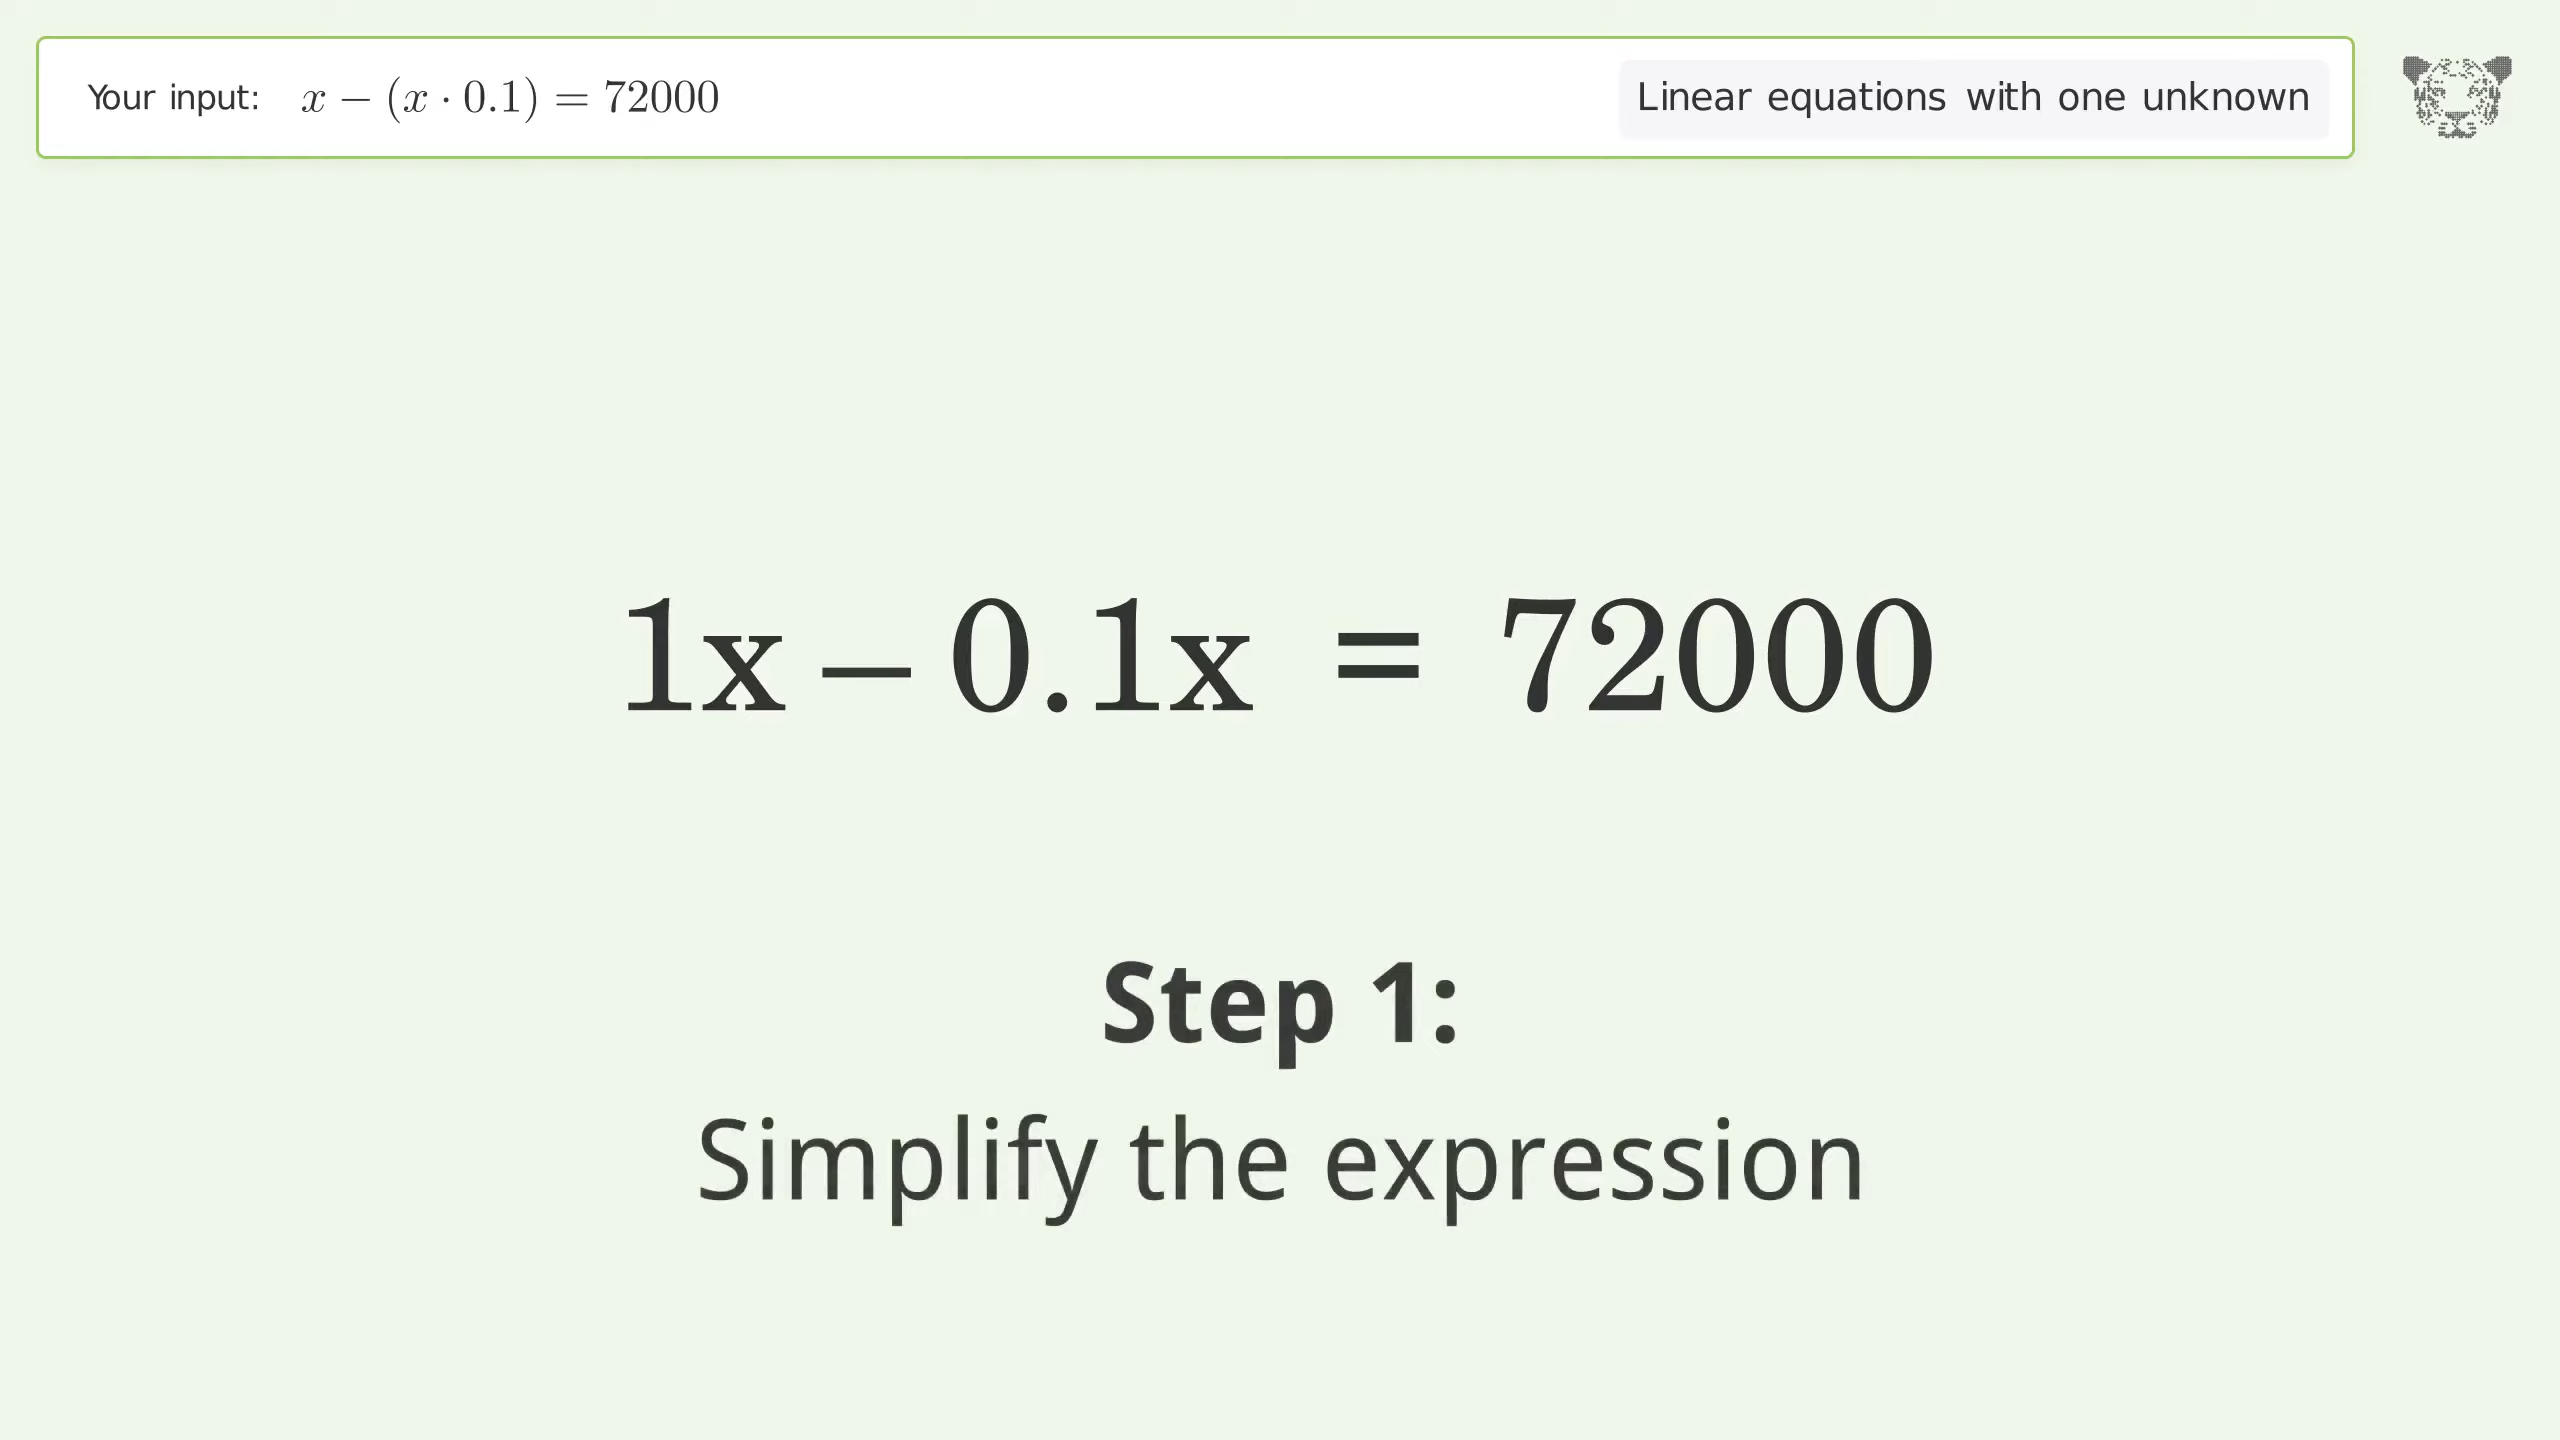 Your input: x − (x · 0.1) = 72000
Linear equations with one unknown
1x – 0.1x = 72000
Step 1:
Simplify the expression